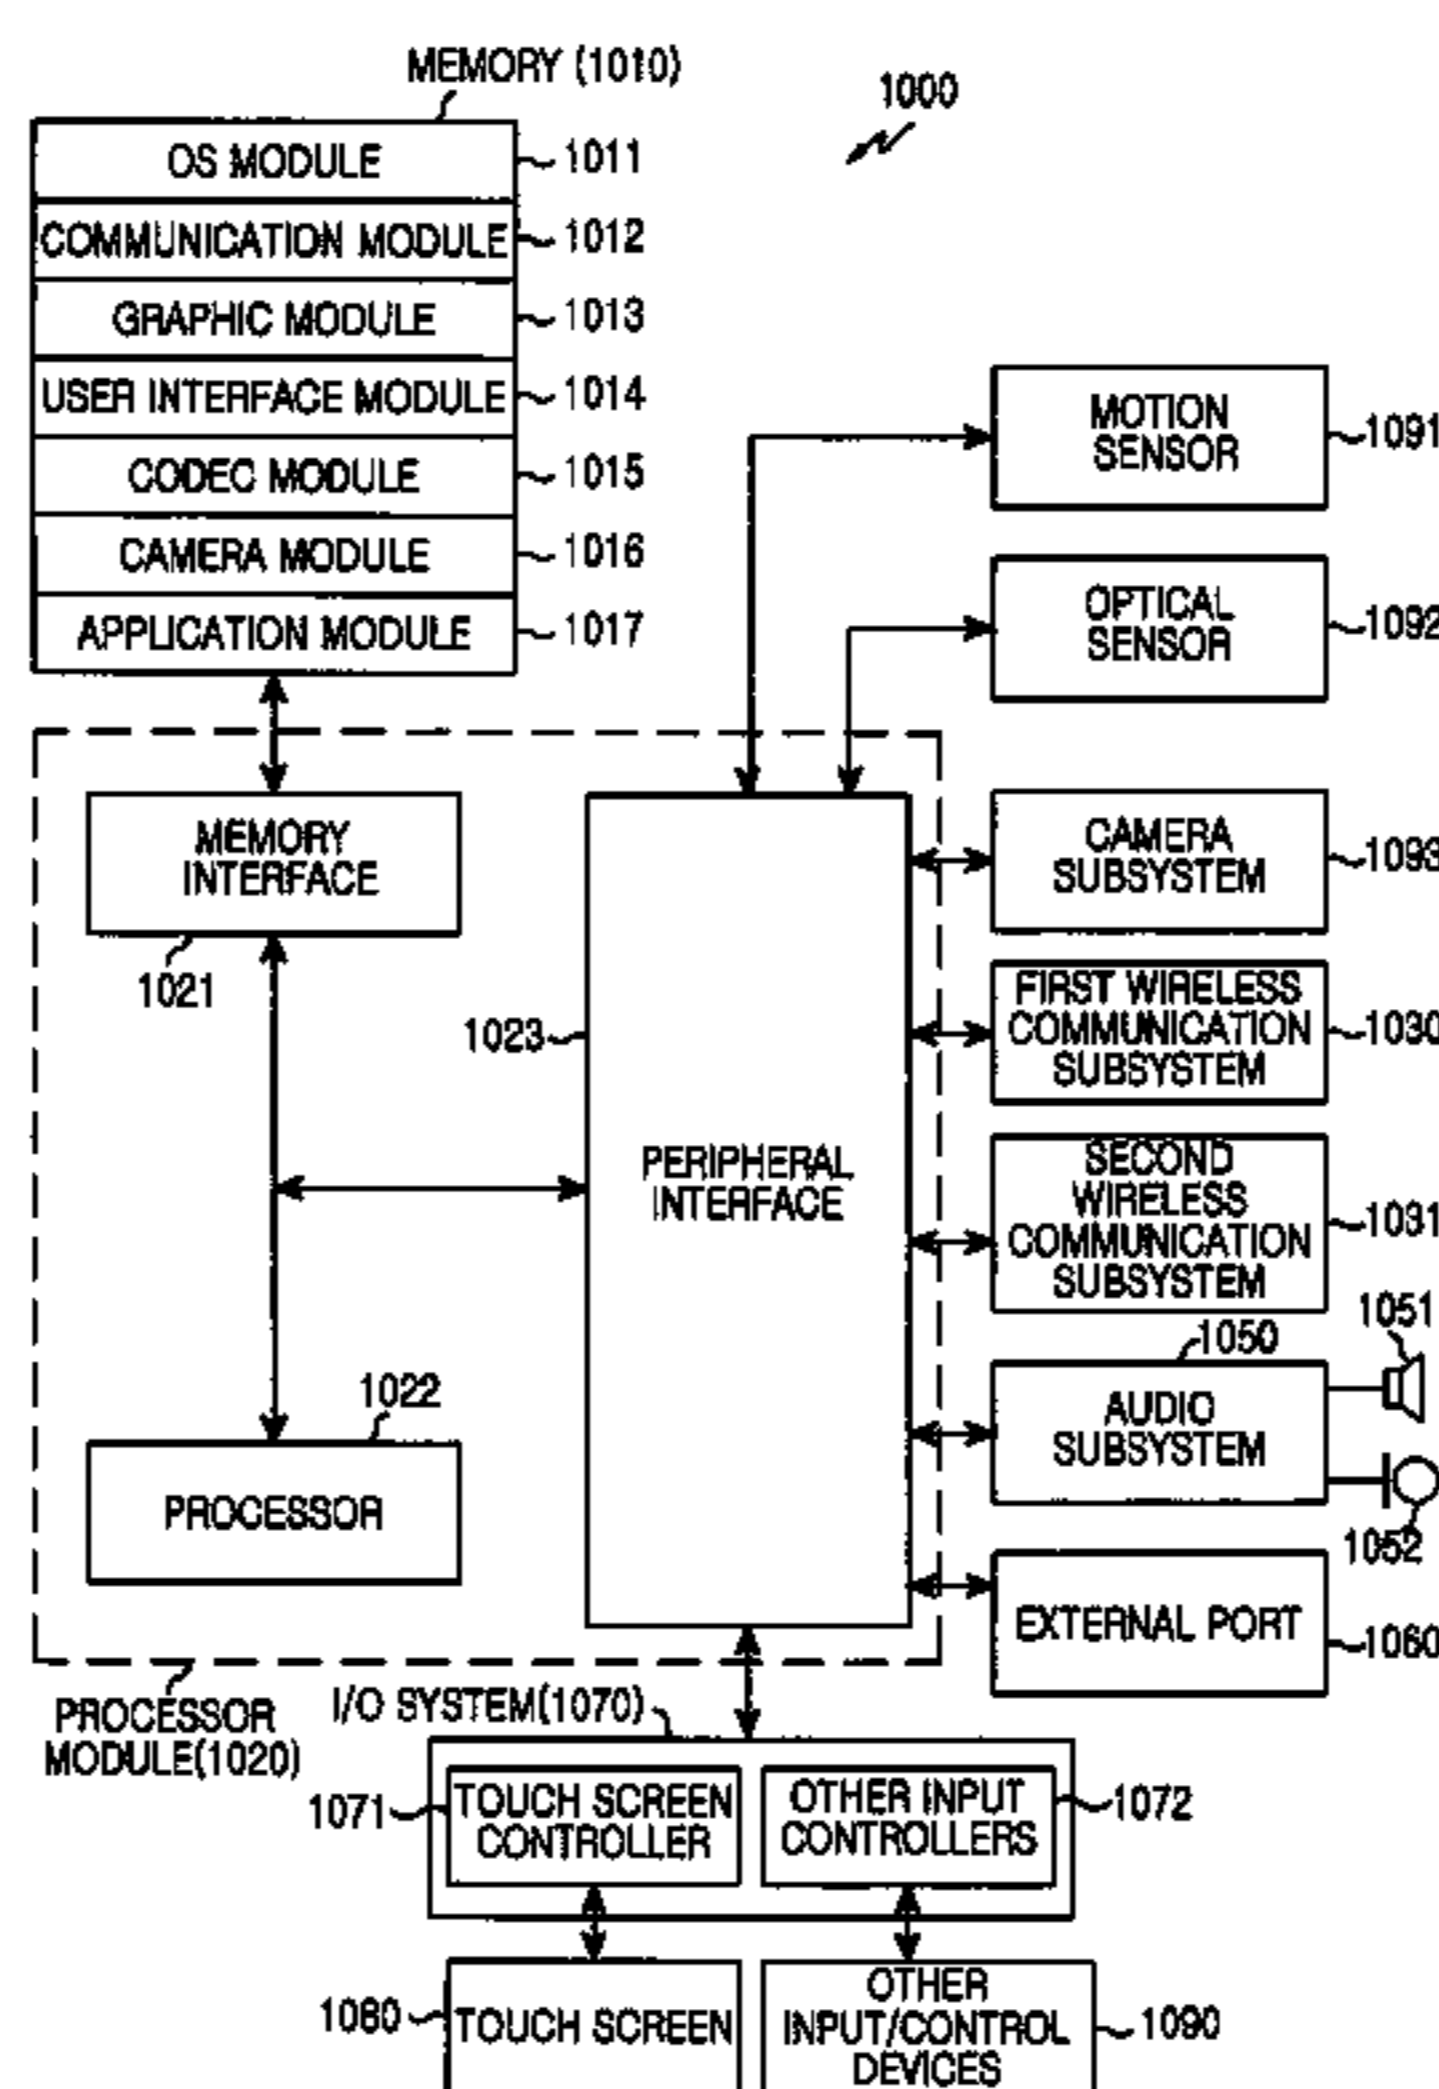 MEMORY (1010)
1000
OS MODULE
1011
COMMUNICATION MODULE
1012
GRAPHIC MODULE
1013
USER INTERFACE MODULE
1014
CODEC MODULE
1015
CAMERA MODULE
1016
APPLICATION MODULE
1017
MOTION
SENSOR
1091
OPTICAL
SENSOR
1092
MEMORY
INTERFACE
1021
CAMERA
SUBSYSTEM
1093
FIRST WIRELESS
COMMUNICATION
SUBSYSTEM
1030
1023
PERIPHERAL
INTERFACE
SECOND
WIRELESS
COMMUNICATION
SUBSYSTEM
1031
1050
1051
AUDIO
SUBSYSTEM
1052
1022
PROCESSOR
EXTERNAL PORT
1060
PROCESSOR
MODULE(1020)
I/O SYSTEM(1070)
1071
TOUCH SCREEN
CONTROLLER
OTHER INPUT
CONTROLLERS
1072
1080
TOUCH SCREEN
OTHER
INPUT/CONTROL
DEVICES
1090